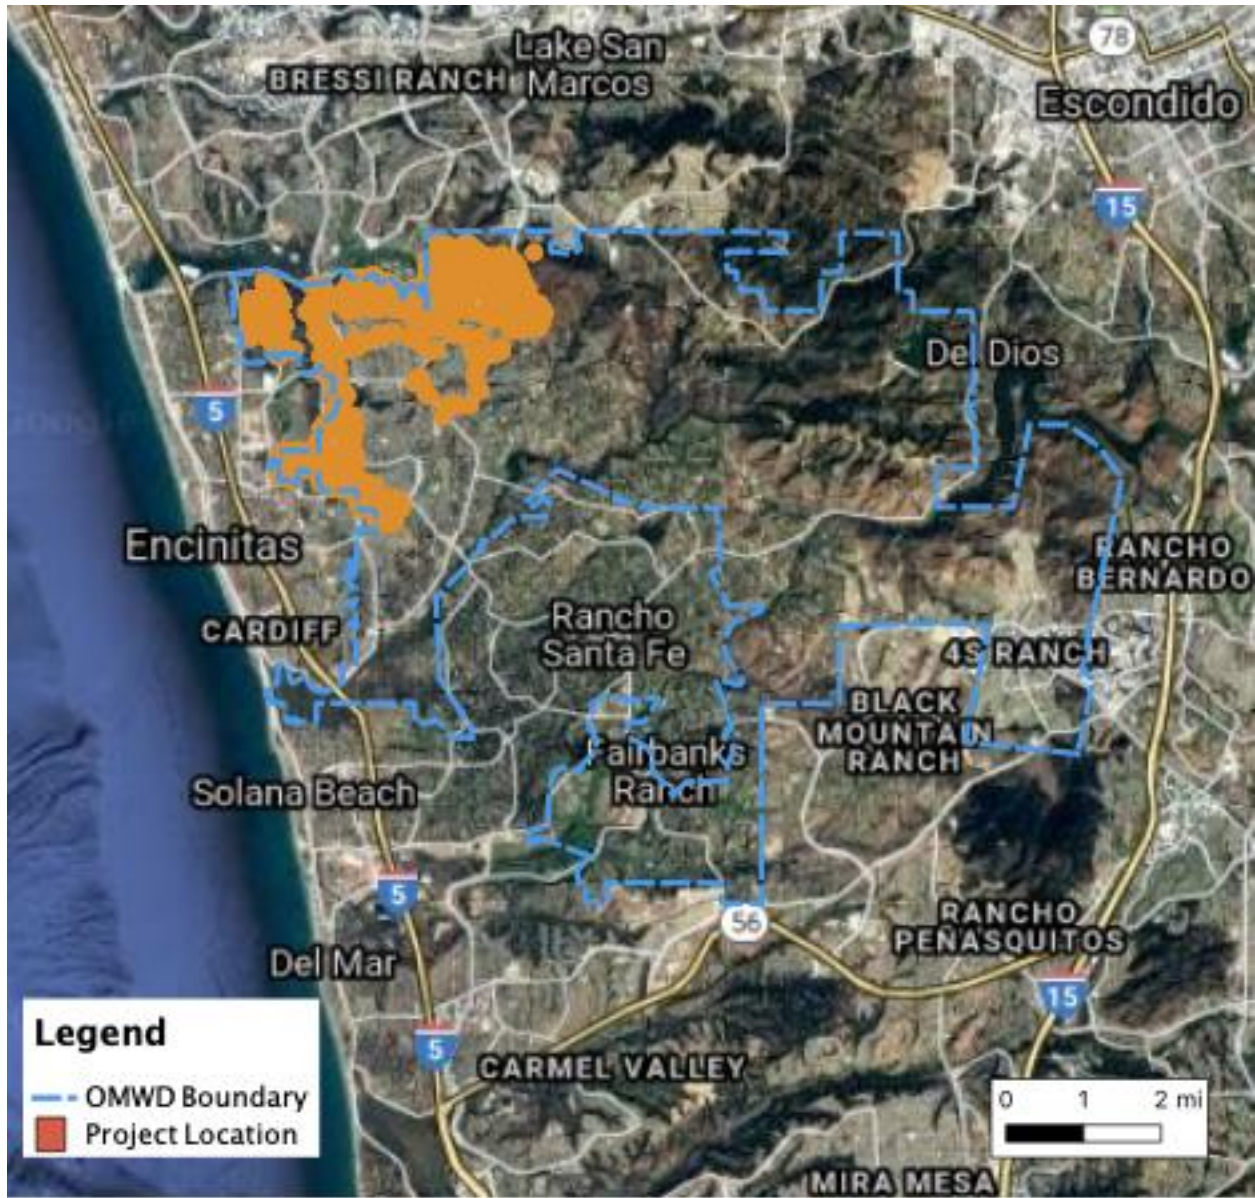 Lake San
Marcos
BRESSI RANCH
78
Escondido
15
Del Dios
5
Encinitas
RANCHO
BERNARDO
CARDIFF
Rancho
Santa Fe
4S RANCH
BLACK
MOUNTAIN
RANCH
Fairbanks
Ranch
Solana Beach
5
56
RANCHO
PEÑASQUITOS
Del Mar
15
5
CARMEL VALLEY
MIRA MESA
Legend
OMWD Boundary
Project Location
0 1 2 mi